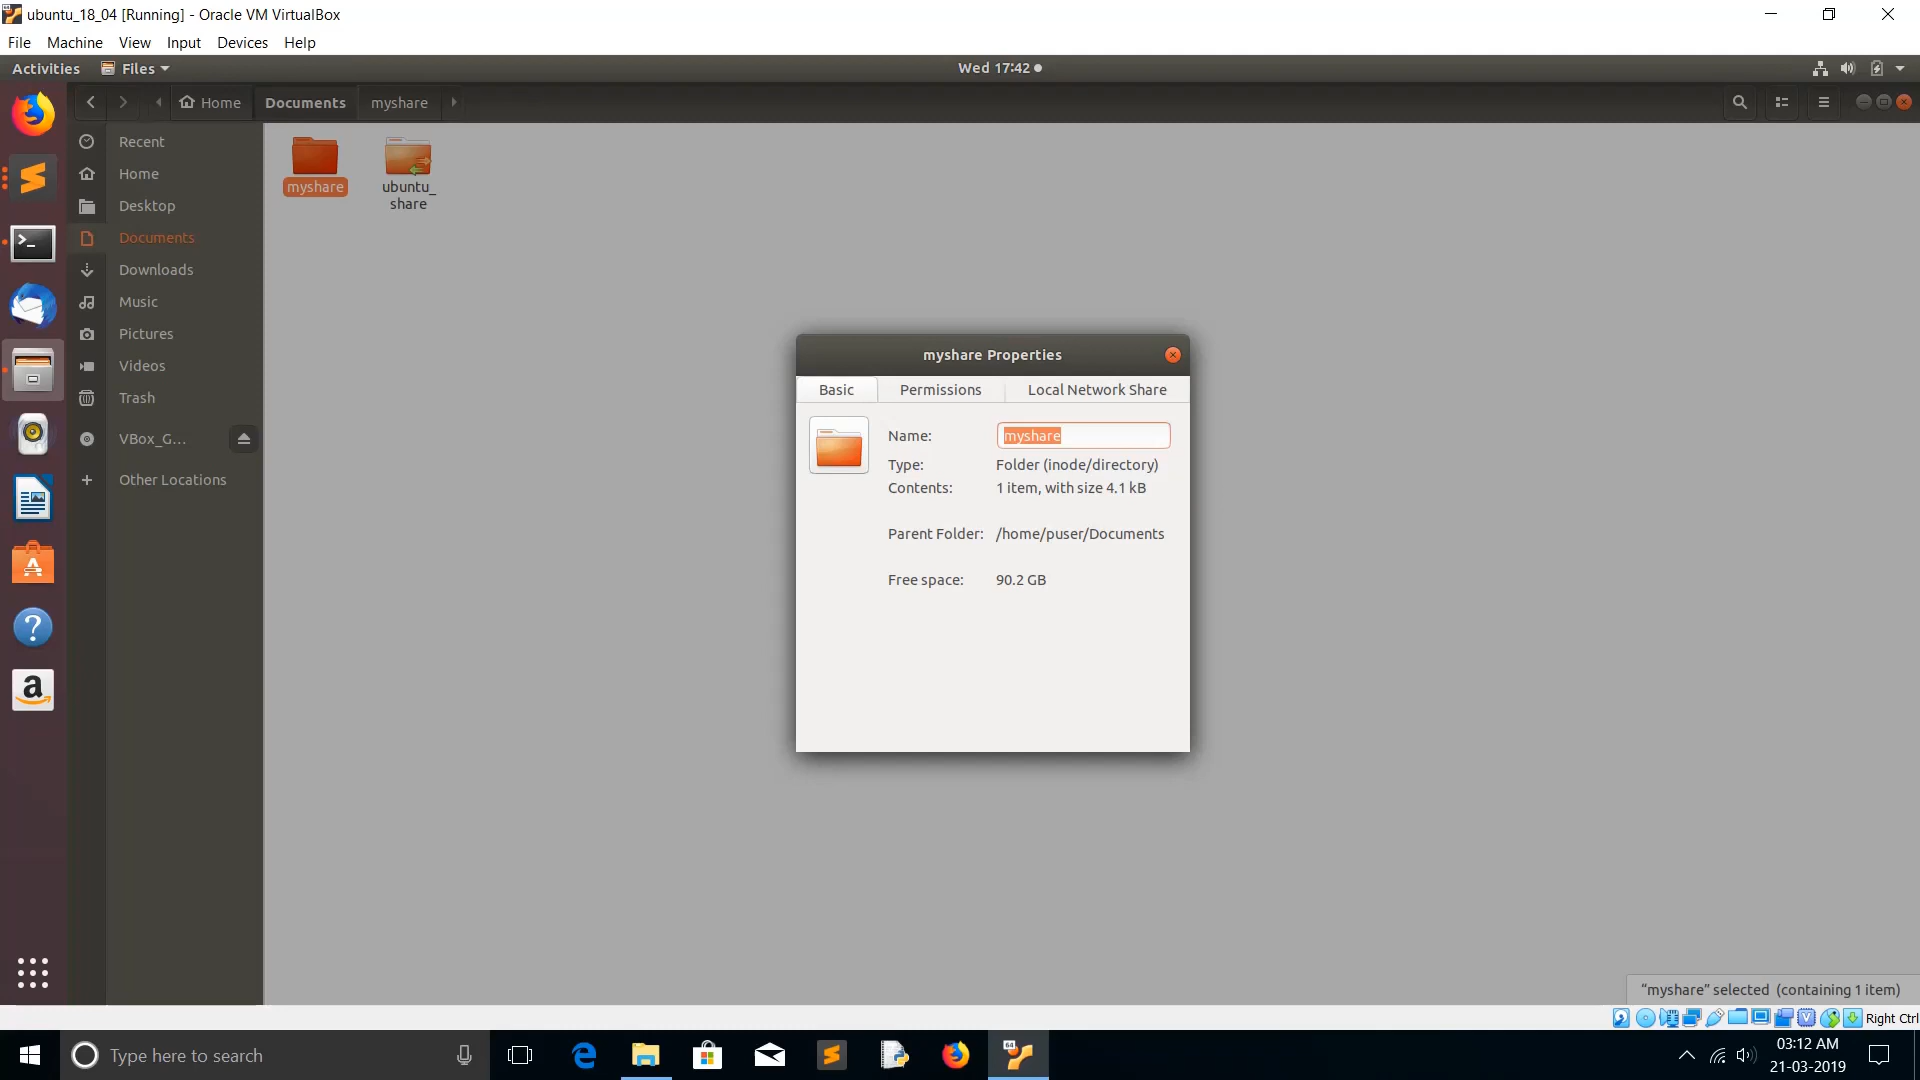 ubuntu_18_04 [Running] - Oracle VM VirtualBox
File Machine View Input Devices Help
Activities Files Wed 17:42
Home Documents myshare
Recent
Home
Desktop
Documents
Downloads
Music
Pictures
Videos
Trash
VBox_G...
Other Locations
myshare
ubuntu_
share
myshare Properties
Basic Permissions Local Network Share
Name: myshare
Type: Folder (inode/directory)
Contents: 1 item, with size 4.1 kB
Parent Folder: /home/puser/Documents
Free space: 90.2 GB
“myshare” selected (containing 1 item)
Right Ctrl
Type here to search
64
03:12 AM
21-03-2019